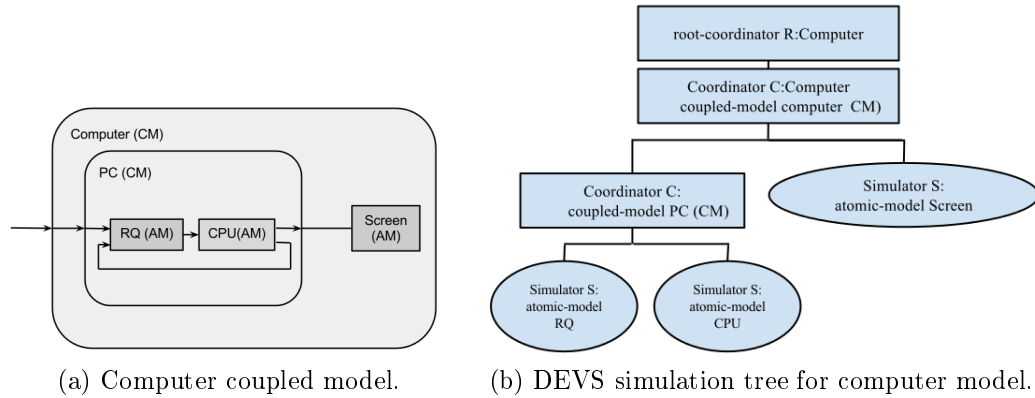 Computer (CM)
PC (CM)
RQ (AM)
CPU(AM)
Screen
(AM)
(a) Computer coupled model.
root-coordinator R:Computer
Coordinator C:Computer
coupled-model computer CM)
Coordinator C:
coupled-model PC (CM)
Simulator S:
atomic-model Screen
Simulator S:
atomic-model
RQ
Simulator S:
atomic-model
CPU
(b) DEVS simulation tree for computer model.